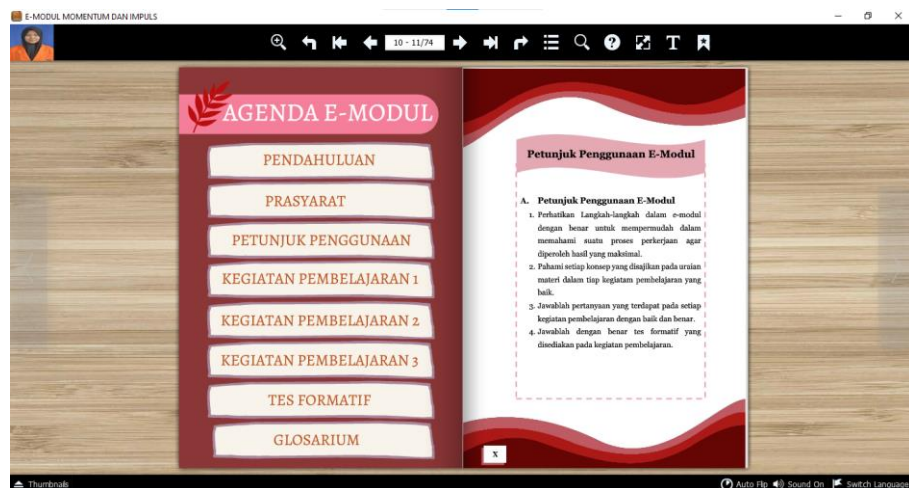 E-MODUL MOMENTUM DAN IMPULS
10 - 11/74
AGENDA E-MODUL
PENDAHULUAN
PRASYARAT
PETUNJUK PENGGUNAAN
KEGIATAN PEMBELAJARAN 1
KEGIATAN PEMBELAJARAN 2
KEGIATAN PEMBELAJARAN 3
TES FORMATIF
GLOSARIUM
Petunjuk Penggunaan E-Modul
A. Petunjuk Penggunaan E-Modul
1. Perhatikan Langkah-langkah dalam e-modul
dengan benar untuk mempermudah dalam
memahami suatu proses perkerjaan agar
diperoleh hasil yang maksimal.
2. Pahami setiap konsep yang disajikan pada uraian
materi dalam tiap kegiatam pembelajaran yang
baik.
3. Jawablah pertanyaan yang terdapat pada setiap
kegiatan pembelajaran dengan baik dan benar.
4. Jawablah dengan benar tes formatif yang
disediakan pada kegiatan pembelajaran.
X
Thumbnails
Auto Flip
Sound On
Switch Language